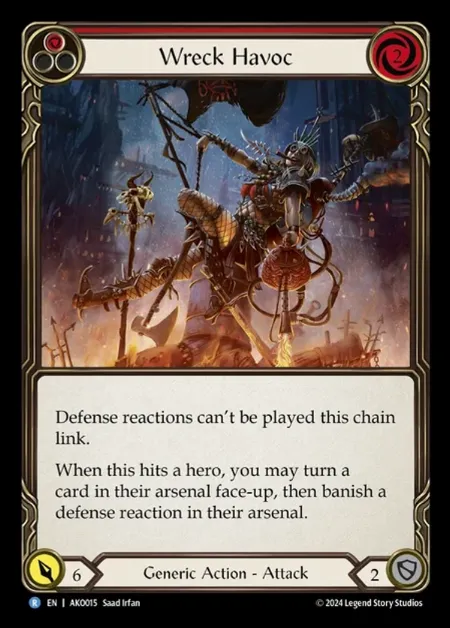 Wreck Havoc
2
Defense reactions can't be played this chain
link.
When this hits a hero, you may turn a
card in their arsenal face-up, then banish a
defense reaction in their arsenal.
6
Generic Action - Attack
2
R EN | AKO015 Saad Irfan
© 2024 Legend Story Studios